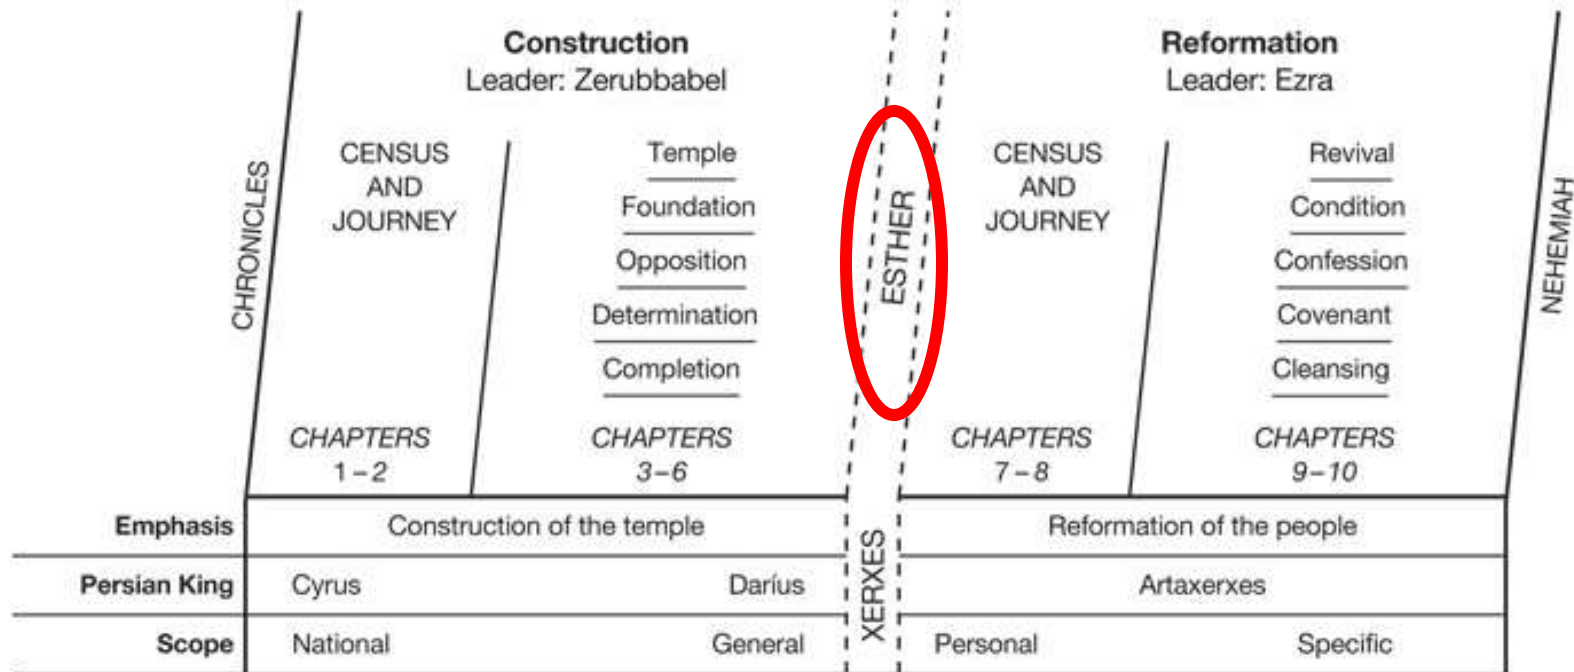 Construction
Leader: Zerubbabel
Reformation
Leader: Ezra
CHRONICLES
CENSUS
AND
JOURNEY
CHAPTERS
1–2
Temple
Foundation
Opposition
Determination
Completion
CHAPTERS
3–6
ESTHER
CENSUS
AND
JOURNEY
CHAPTERS
7–8
Revival
Condition
Confession
Covenant
Cleansing
CHAPTERS
9–10
NEHEMIAH
Emphasis Construction of the temple Reformation of the people
Persian King Cyrus Daríus Artaxerxes
XERXES
Scope National General Personal Specific